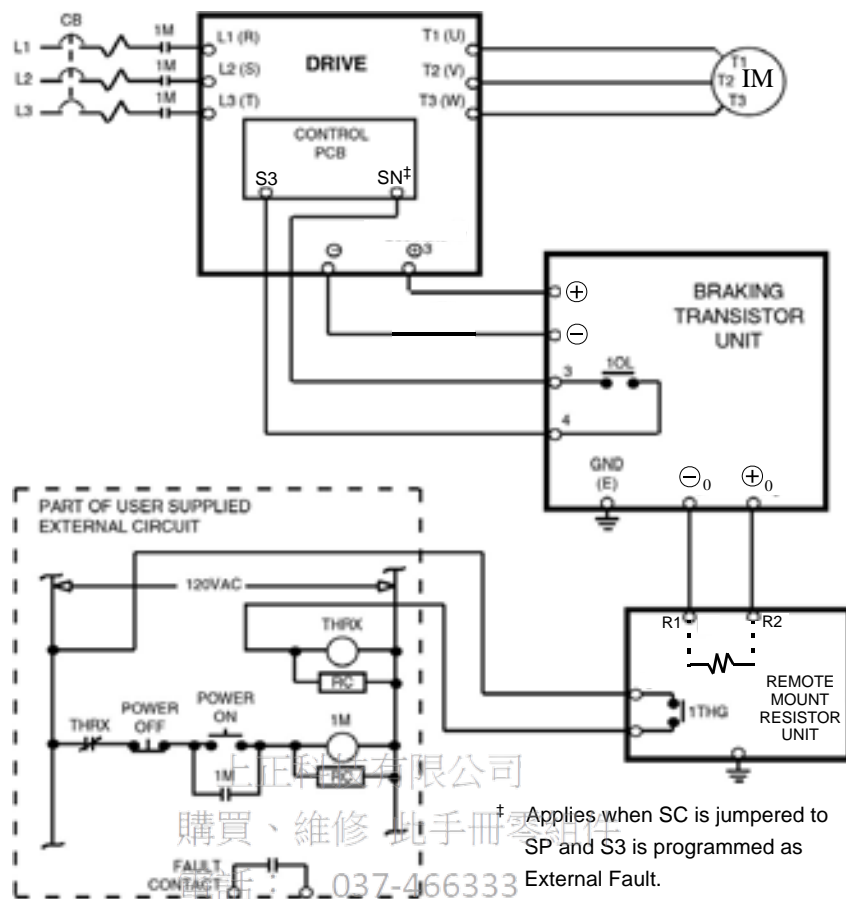 CB
1M
L1
L1 (R)
T1 (U)
DRIVE
T1
1M
L2
L2 (S)
T2 (V)
T2
IM
1M
L3
L3 (T)
T3 (W)
T3
CONTROL
PCB
S3
SN‡
⊖
⊕3
⊕
BRAKING
TRANSISTOR
UNIT
⊖
3
1OL
4
GND
(E)
⊖0
⊕0
PART OF USER SUPPLIED
EXTERNAL CIRCUIT
120VAC
THRX
RC
R1
R2
REMOTE
MOUNT
RESISTOR
UNIT
1THG
THRX
POWER
OFF
POWER
ON
1M
RC
1M
上正科技有限公司
購買、維修 此手冊零組件
電話: 037-466333
FAULT
CONTACT
‡ Applies when SC is jumpered to
SP and S3 is programmed as
External Fault.